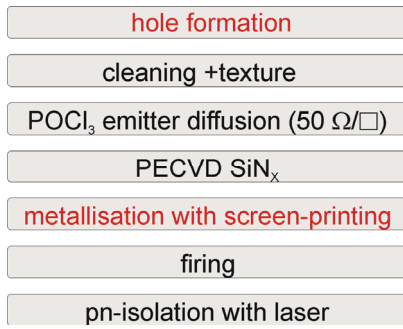 hole formation
cleaning +texture
POCl₃ emitter diffusion (50 Ω/□)
PECVD SiNₓ
metallisation with screen-printing
firing
pn-isolation with laser